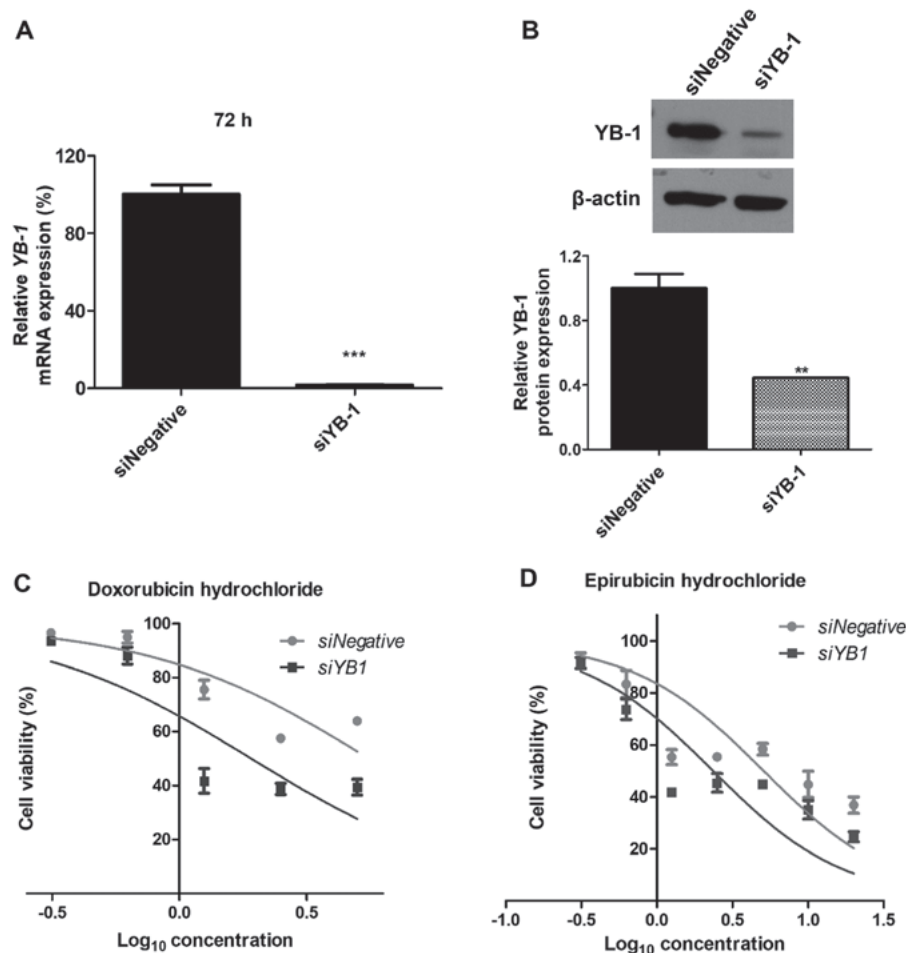 A
72 h
Relative YB-1
mRNA expression (%)
120
80
40
0
***
siNegative
siYB-1
B
siNegative
siYB-1
YB-1
β-actin
Relative YB-1
protein expression
1.2
0.8
0.4
0.0
**
siNegative
siYB-1
C
Doxorubicin hydrochloride
siNegative
siYB1
Cell viability (%)
100
80
60
40
20
-0.5
0.0
0.5
Log10 concentration
D
Epirubicin hydrochloride
siNegative
siYB1
Cell viability (%)
100
80
60
40
20
-1.0
-0.5
0.0
0.5
1.0
1.5
Log10 concentration